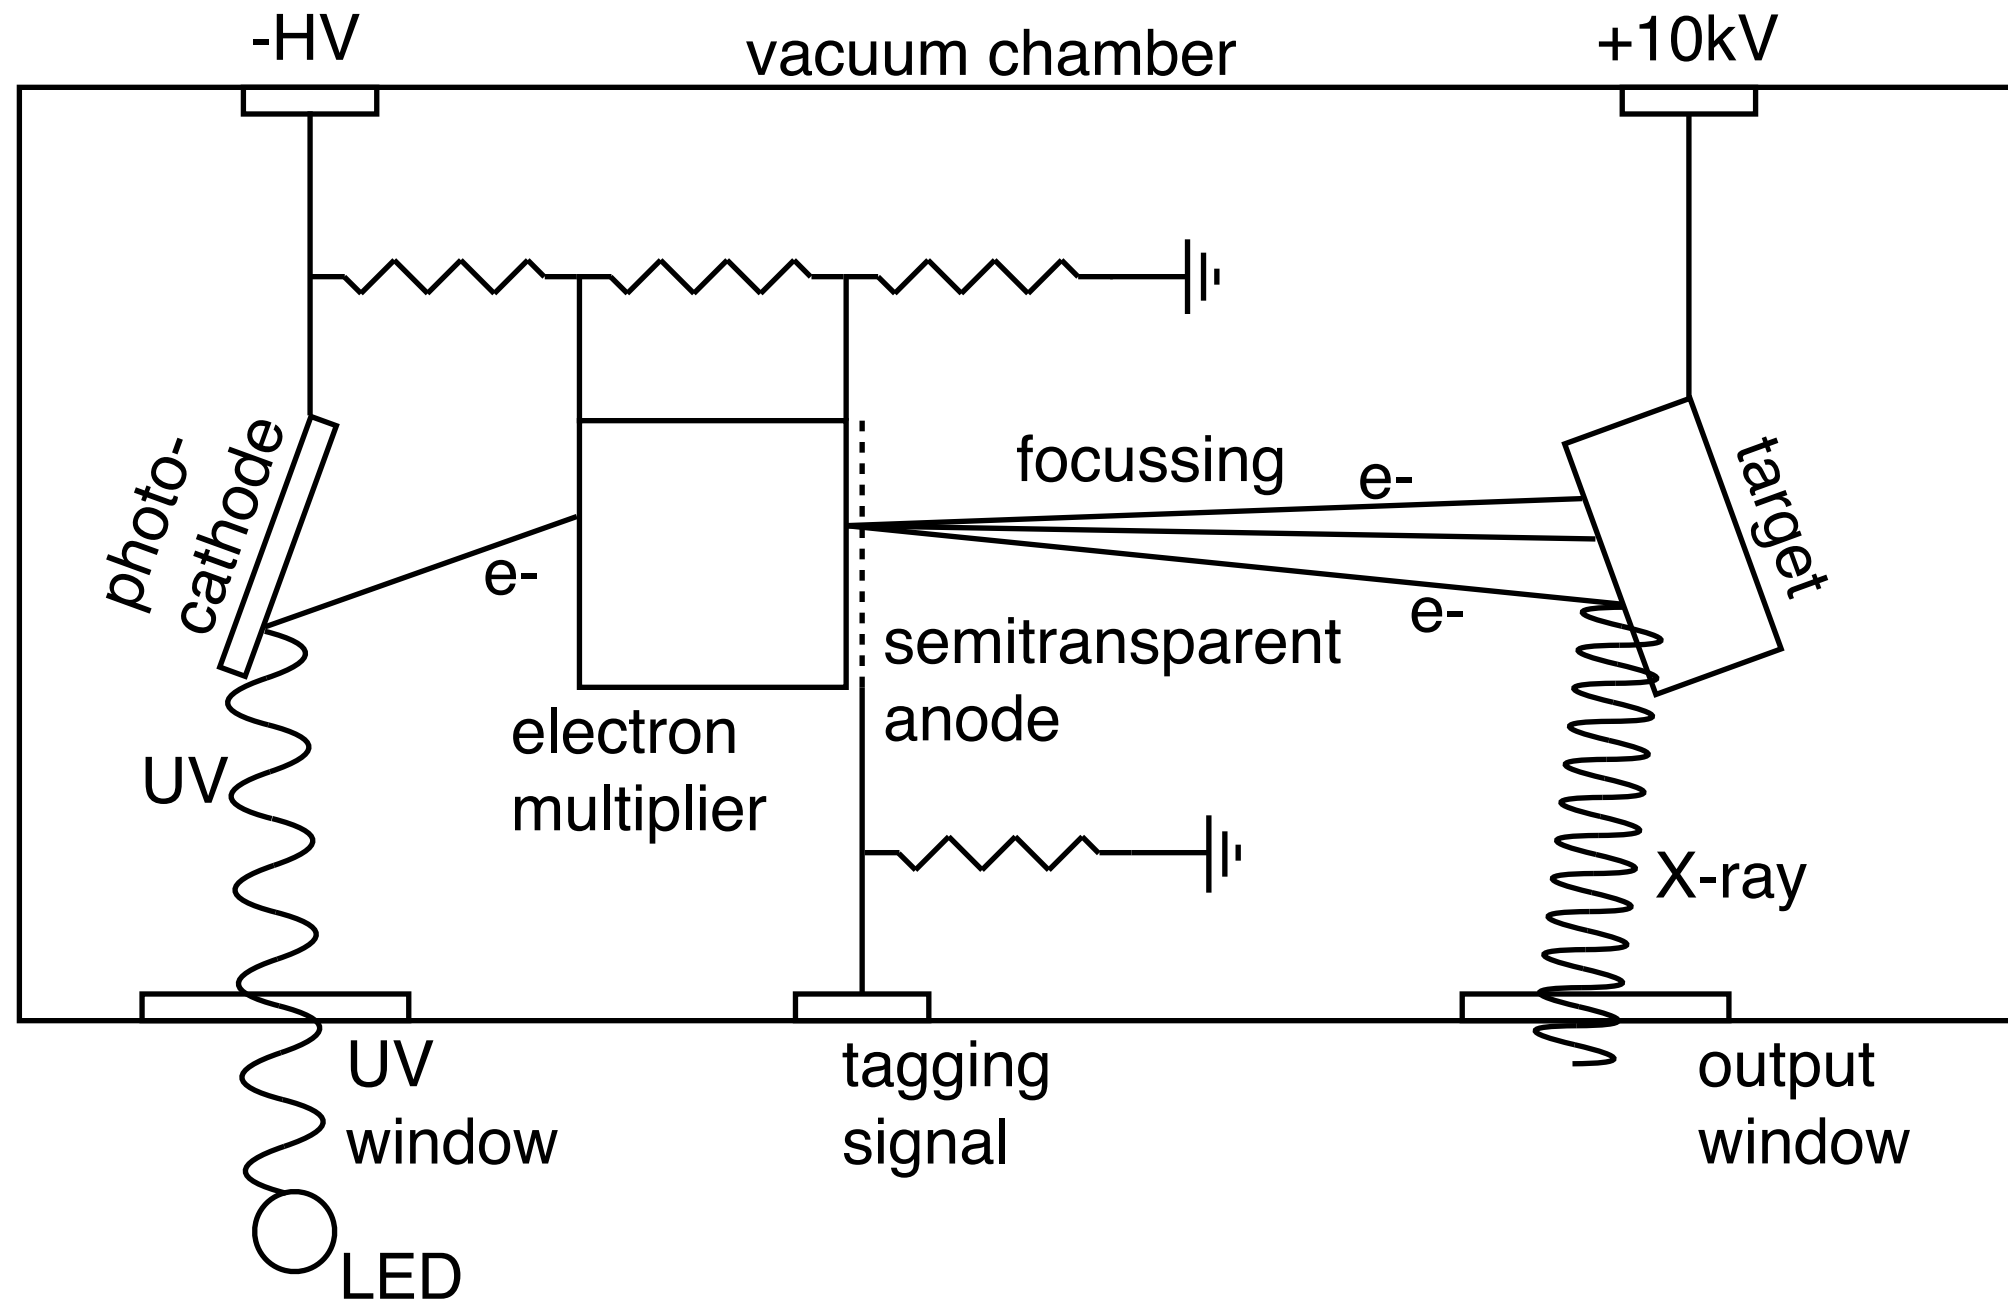 -HV
vacuum chamber
+10kV
photo-
cathode
e-
focussing
e-
e-
target
semitransparent
anode
electron
multiplier
UV
X-ray
UV
window
tagging
signal
output
window
LED